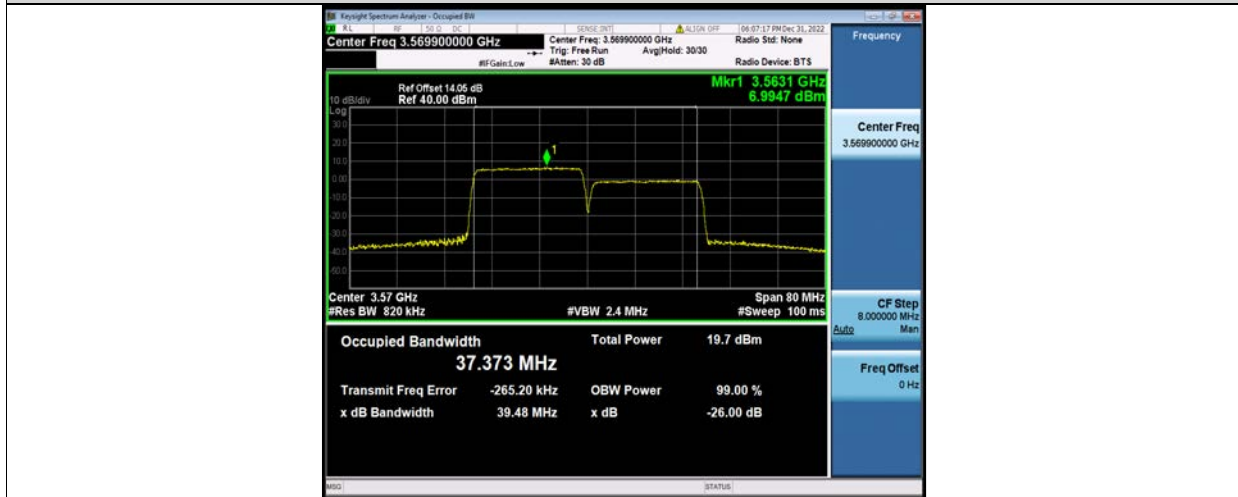 Keysight Spectrum Analyzer - Occupied BW
RL RF 50 Ω DC SENSE:INT ALIGN OFF 06:07:17 PM Dec 31, 2022
Center Freq 3.569900000 GHz
Center Freq: 3.569900000 GHz
Radio Std: None
Trig: Free Run Avg|Hold: 30/30
#IFGain:Low #Atten: 30 dB Radio Device: BTS
Frequency
Ref Offset 14.05 dB
Mkr1 3.5631 GHz
10 dB/div Ref 40.00 dBm
6.9947 dBm
Log
30.0
20.0
10.0
0.00
-10.0
-20.0
-30.0
-40.0
-50.0
1
Center 3.57 GHz Span 80 MHz
#Res BW 820 kHz #VBW 2.4 MHz #Sweep 100 ms
Occupied Bandwidth Total Power 19.7 dBm
37.373 MHz
Transmit Freq Error -265.20 kHz OBW Power 99.00 %
x dB Bandwidth 39.48 MHz x dB -26.00 dB
Center Freq
3.569900000 GHz
CF Step
8.000000 MHz
Auto Man
Freq Offset
0 Hz
MSG STATUS